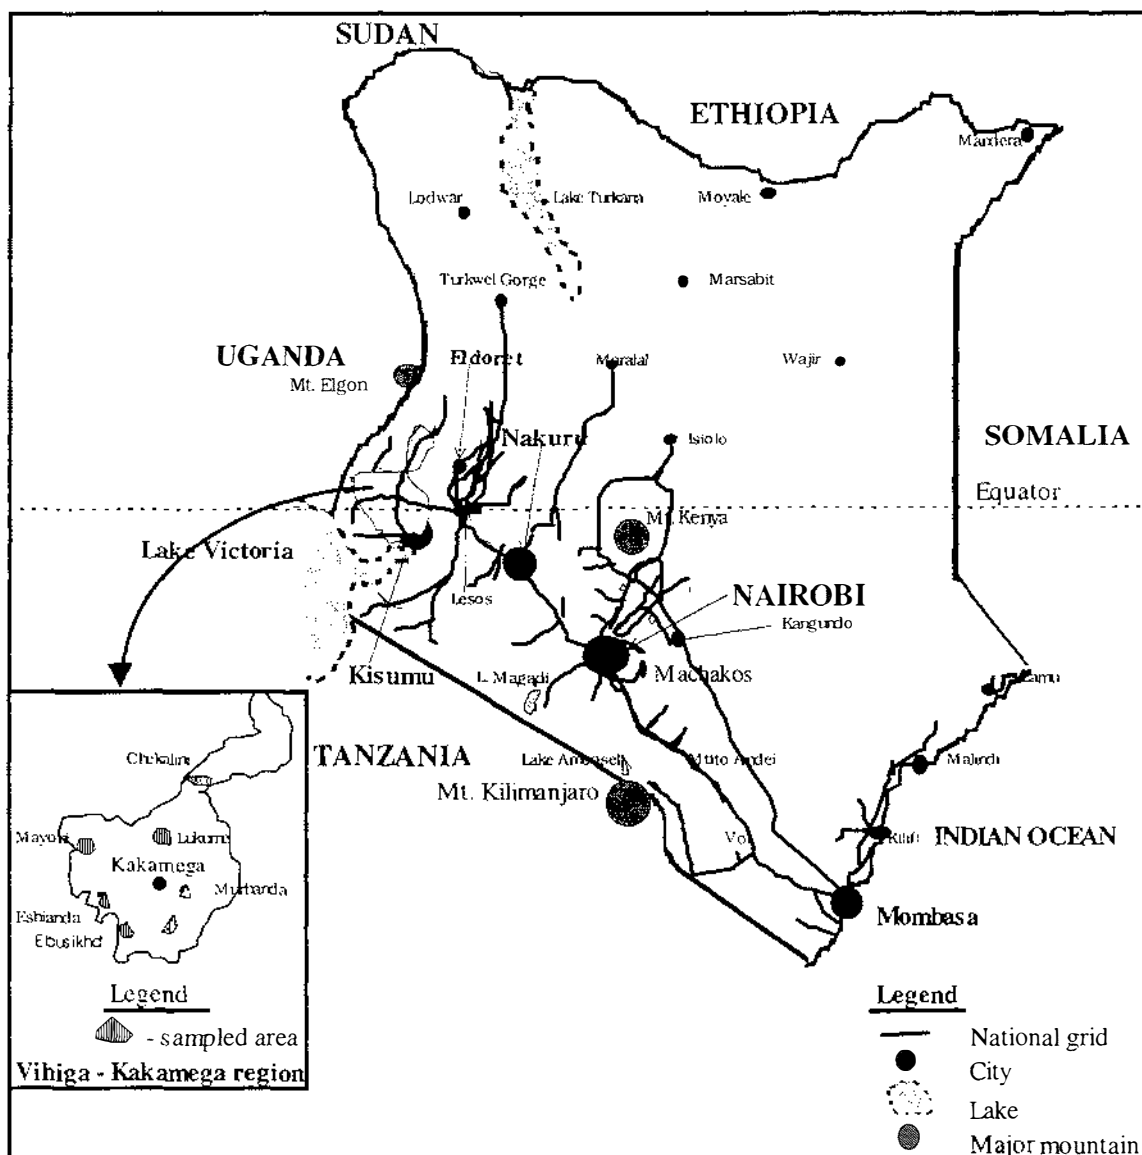 SUDAN
ETHIOPIA
Mandera
Lodwar
Lake Turkana
Moyale
Turkwel Gorge
Marsabit
UGANDA
Eldoret
Maralal
Wajir
Mt. Elgon
Nakuru
Isiolo
SOMALIA
Equator
Mt. Kenya
Lake Victoria
Lesos
NAIROBI
Kangundo
Kisumu
L. Magadi
Machakos
Lamu
TANZANIA
Lake Amboseli
Mtito Andei
Malindi
Mt. Kilimanjaro
Voi
Kilifi
INDIAN OCEAN
Mombasa
Chekalini
Mayoni
Lukume
Kakamega
Murhanda
Eshianda
Ebusikho
Legend
- sampled area
Vihiga - Kakamega region
Legend
National grid
City
Lake
Major mountain